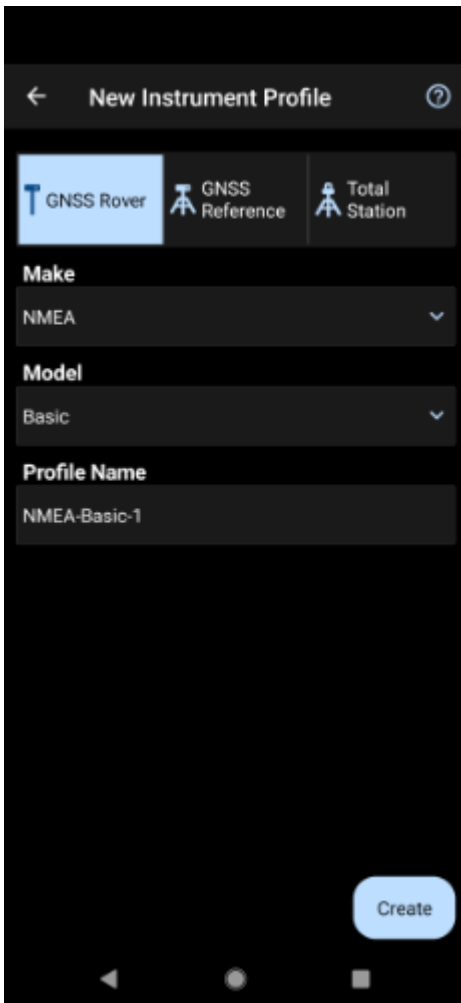 New Instrument Profile
GNSS Rover
GNSS
Reference
Total
Station
Make
NMEA
Model
Basic
Profile Name
NMEA-Basic-1
Create